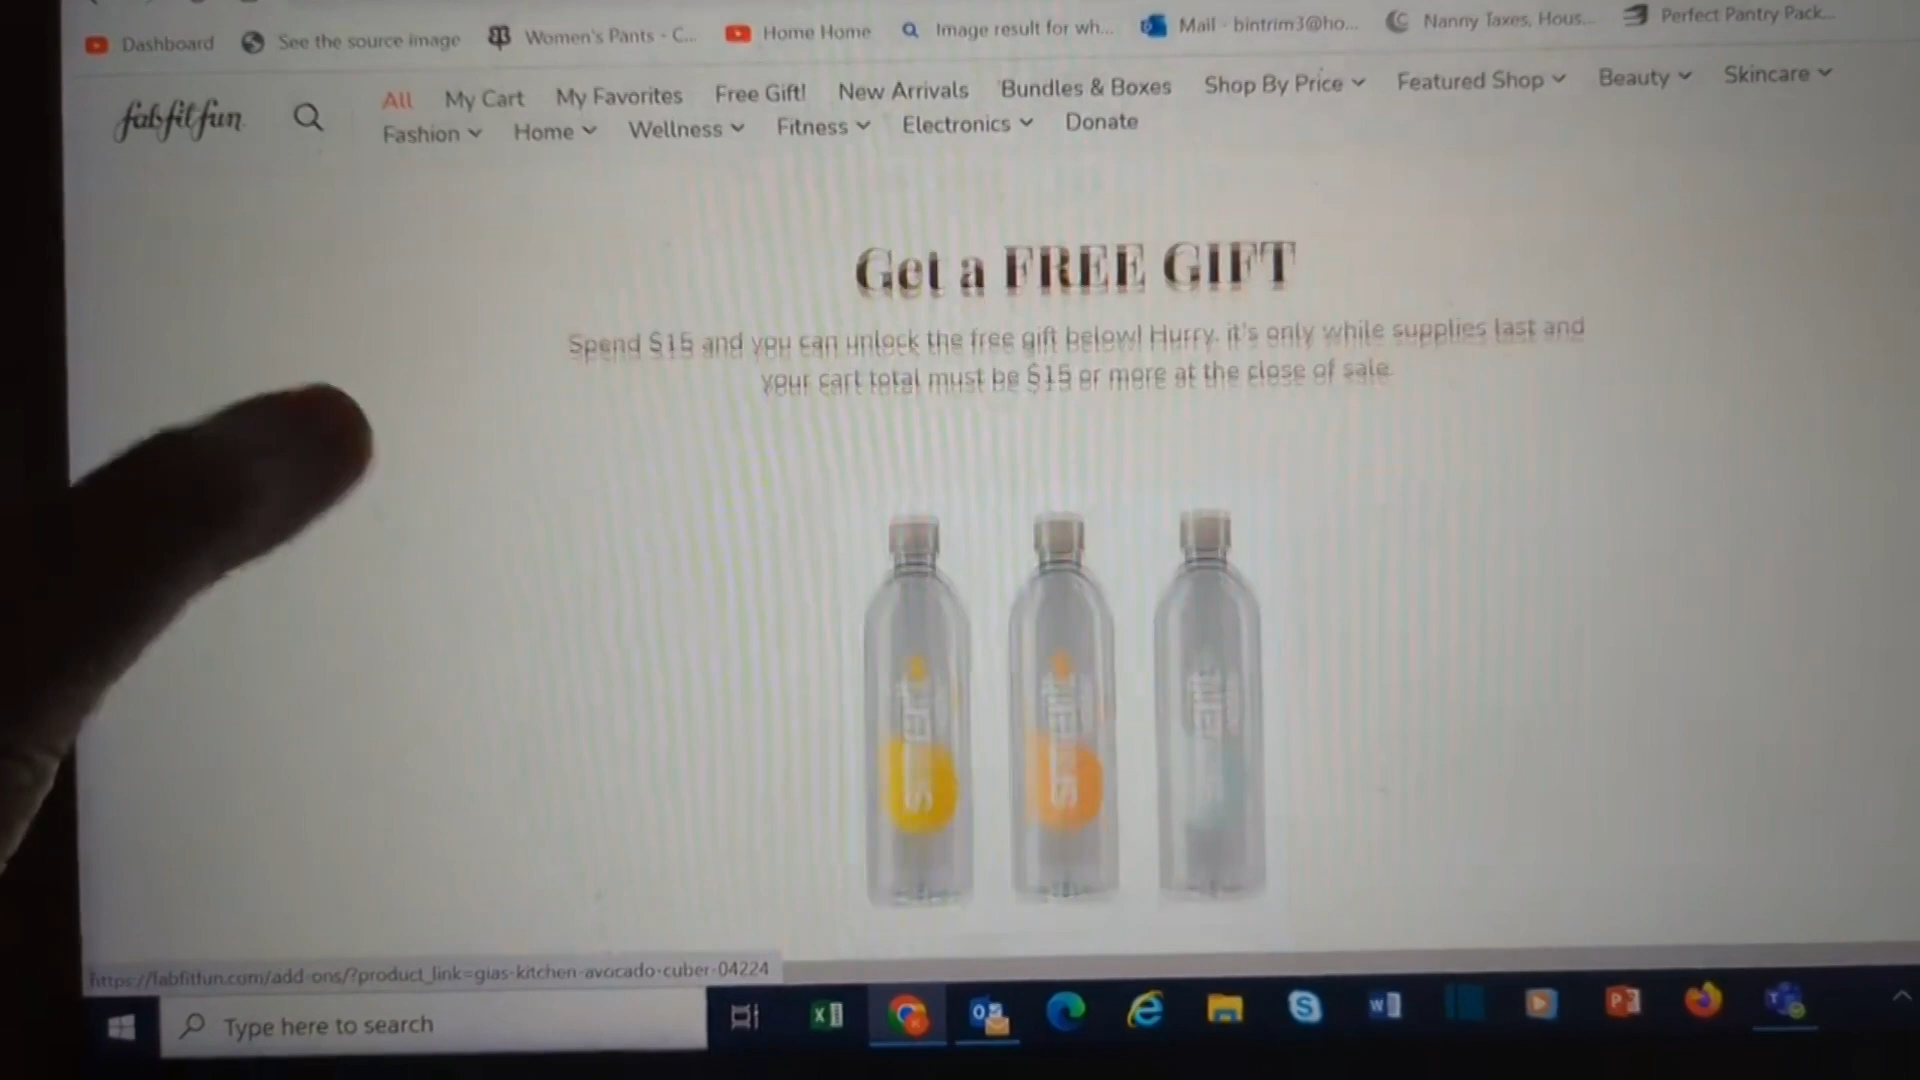 Dashboard See the source image Women's Pants - C... Home Home Image result for wh... Mail - bintrim3@ho... Nanny Taxes, Hous... Perfect Pantry Pack...
fabfitfun All My Cart My Favorites Free Gift! New Arrivals Bundles & Boxes Shop By Price Featured Shop Beauty Skincare
Fashion Home Wellness Fitness Electronics Donate
Get a FREE GIFT
Spend $15 and you can unlock the free gift below! Hurry, it's only while supplies last and
your cart total must be $15 or more at the close of sale.
https://fabfitfun.com/add-ons/?product_link=gias-kitchen-avocado-cuber-04224
Type here to search